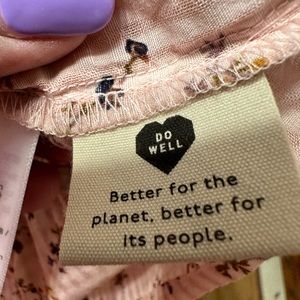 DO
WELL
Better for the
planet, better for
its people.